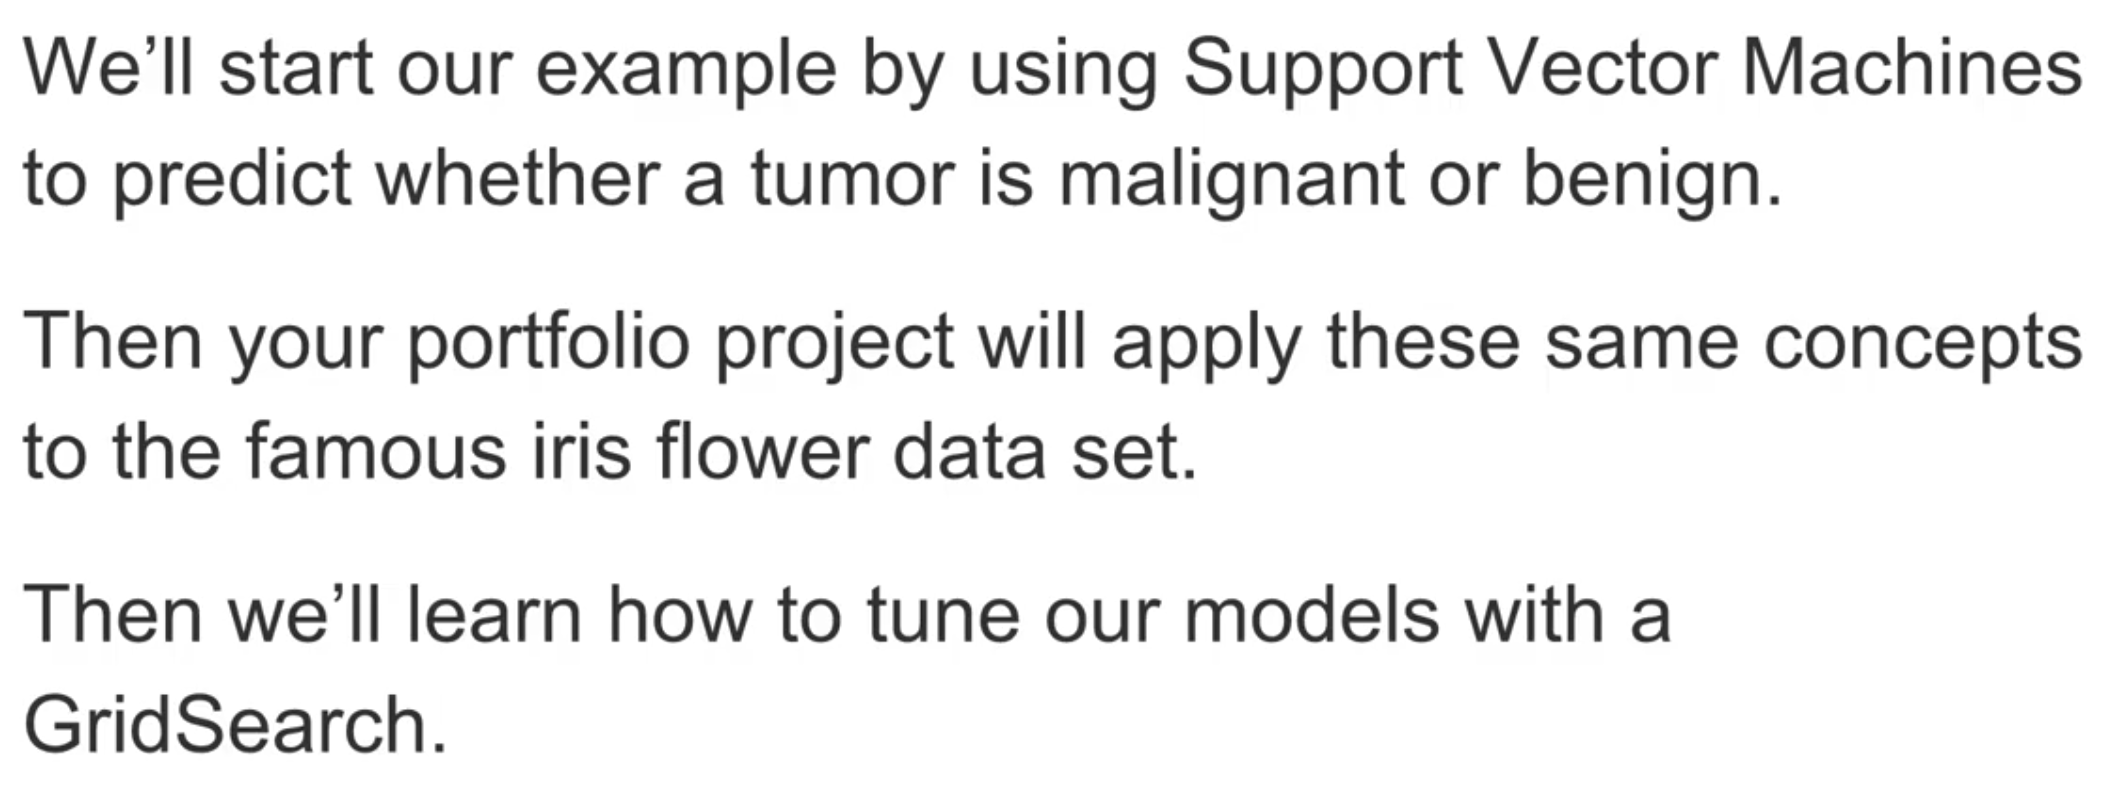 We’ll start our example by using Support Vector Machines
to predict whether a tumor is malignant or benign.
Then your portfolio project will apply these same concepts
to the famous iris flower data set.
Then we’ll learn how to tune our models with a
GridSearch.